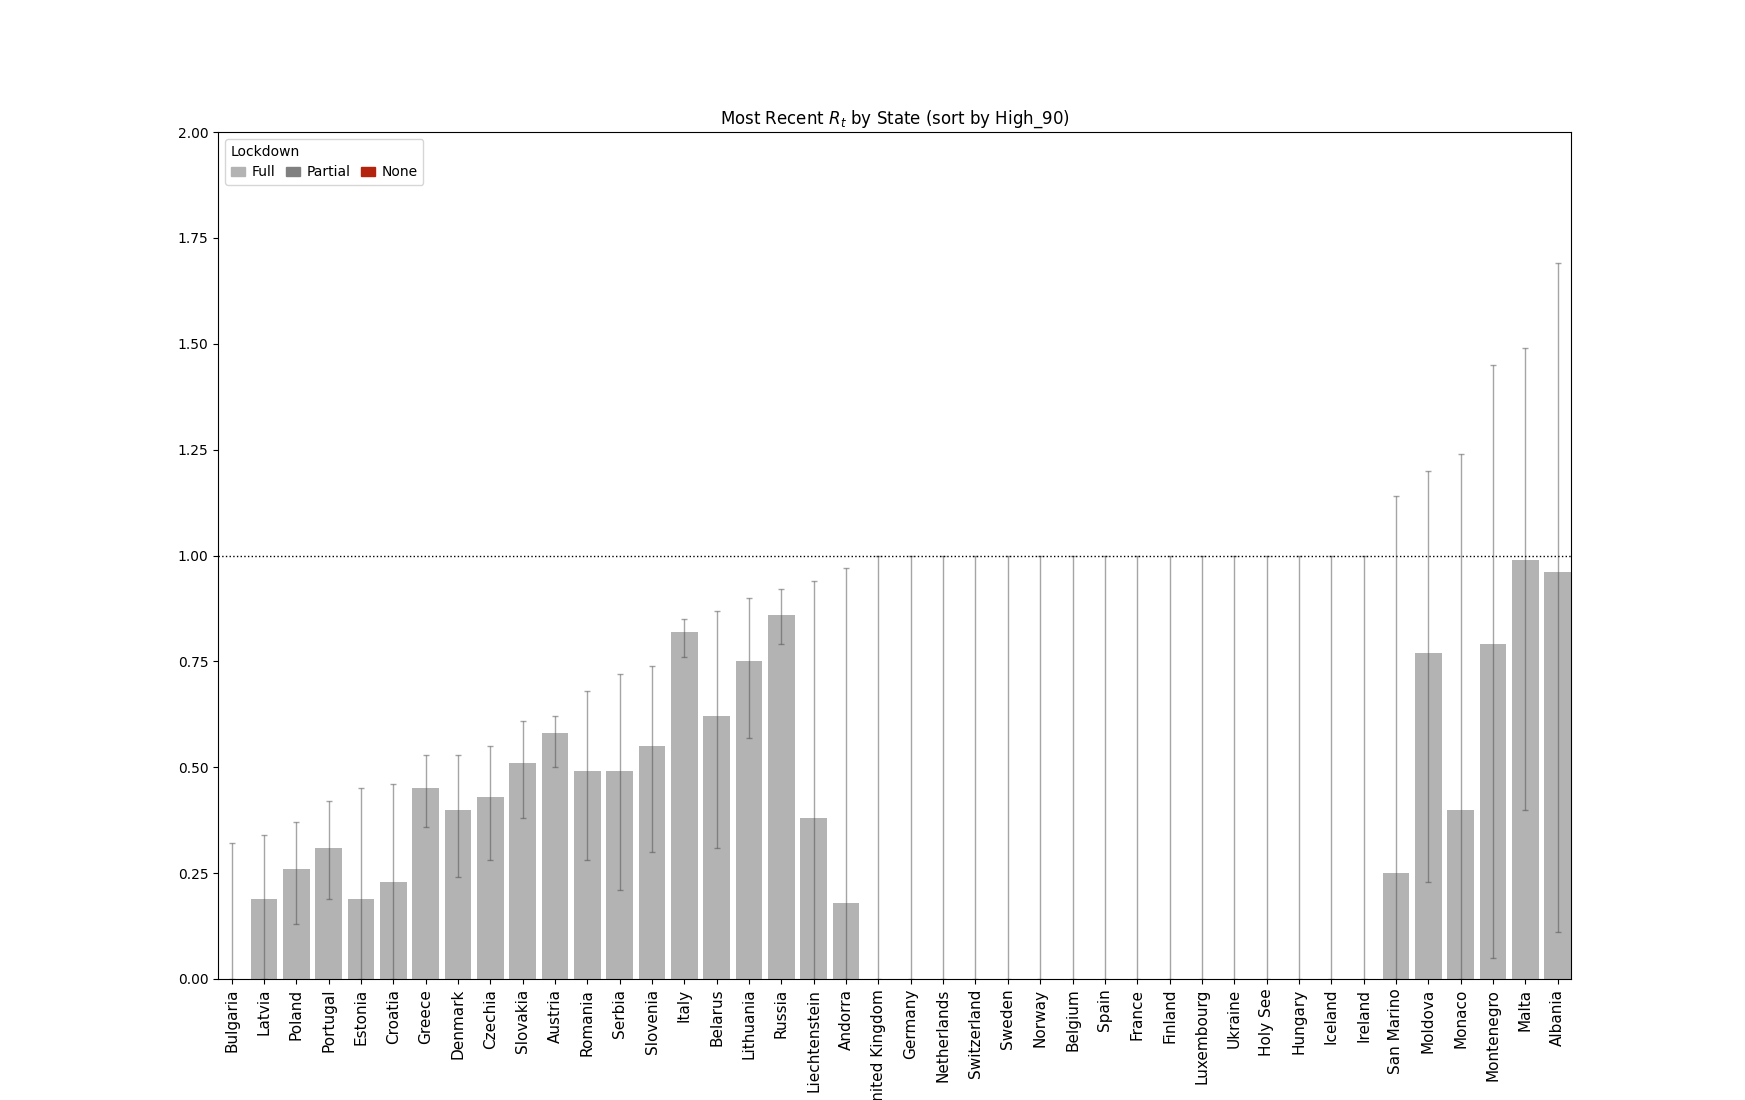 Most Recent Rt by State (sort by High_90)
Lockdown
Full Partial None
2.00
1.75
1.50
1.25
1.00
0.75
0.50
0.25
0.00
Bulgaria
Latvia
Poland
Portugal
Estonia
Croatia
Greece
Denmark
Czechia
Slovakia
Austria
Romania
Serbia
Slovenia
Italy
Belarus
Lithuania
Russia
Liechtenstein
Andorra
nited Kingdom
Germany
Netherlands
Switzerland
Sweden
Norway
Belgium
Spain
France
Finland
Luxembourg
Ukraine
Holy See
Hungary
Iceland
Ireland
San Marino
Moldova
Monaco
Montenegro
Malta
Albania